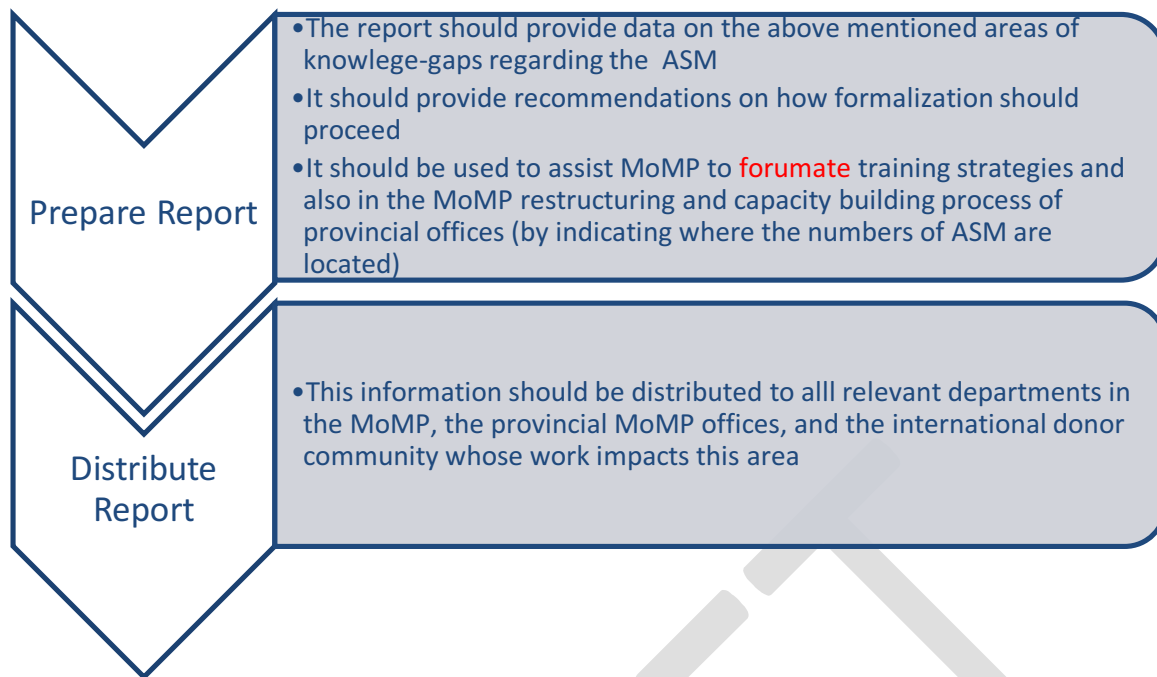 Prepare Report
•The report should provide data on the above mentioned areas of
knowlege-gaps regarding the ASM
•It should provide recommendations on how formalization should
proceed
•It should be used to assist MoMP to forumate training strategies and
also in the MoMP restructuring and capacity building process of
provincial offices (by indicating where the numbers of ASM are
located)
Distribute
Report
•This information should be distributed to alll relevant departments in
the MoMP, the provincial MoMP offices, and the international donor
community whose work impacts this area